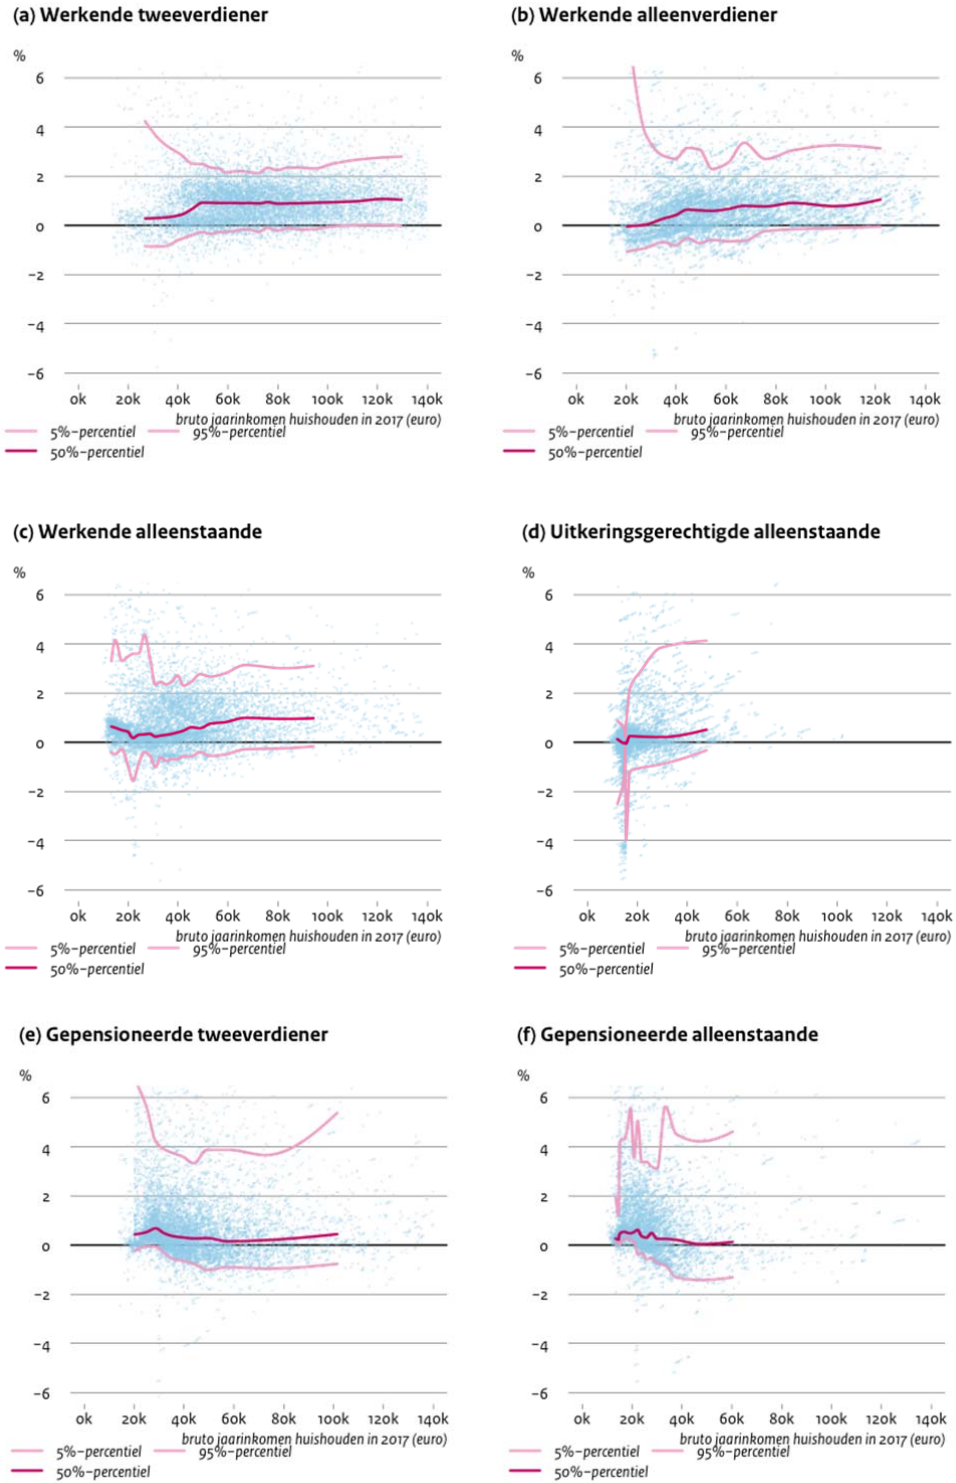 (a) Werkende tweeverdiener
%
6
4
2
0
-2
-4
-6
0k 20k 40k 60k 80k 100k 120k 140k
bruto jaarinkomen huishouden in 2017 (euro)
5%-percentiel 95%-percentiel
50%-percentiel
(b) Werkende alleenverdiener
%
6
4
2
0
-2
-4
-6
0k 20k 40k 60k 80k 100k 120k 140k
bruto jaarinkomen huishouden in 2017 (euro)
5%-percentiel 95%-percentiel
50%-percentiel
(c) Werkende alleenstaande
%
6
4
2
0
-2
-4
-6
0k 20k 40k 60k 80k 100k 120k 140k
bruto jaarinkomen huishouden in 2017 (euro)
5%-percentiel 95%-percentiel
50%-percentiel
(d) Uitkeringsgerechtigde alleenstaande
%
6
4
2
0
-2
-4
-6
0k 20k 40k 60k 80k 100k 120k 140k
bruto jaarinkomen huishouden in 2017 (euro)
5%-percentiel 95%-percentiel
50%-percentiel
(e) Gepensioneerde tweeverdiener
%
6
4
2
0
-2
-4
-6
0k 20k 40k 60k 80k 100k 120k 140k
bruto jaarinkomen huishouden in 2017 (euro)
5%-percentiel 95%-percentiel
50%-percentiel
(f) Gepensioneerde alleenstaande
%
6
4
2
0
-2
-4
-6
0k 20k 40k 60k 80k 100k 120k 140k
bruto jaarinkomen huishouden in 2017 (euro)
5%-percentiel 95%-percentiel
50%-percentiel